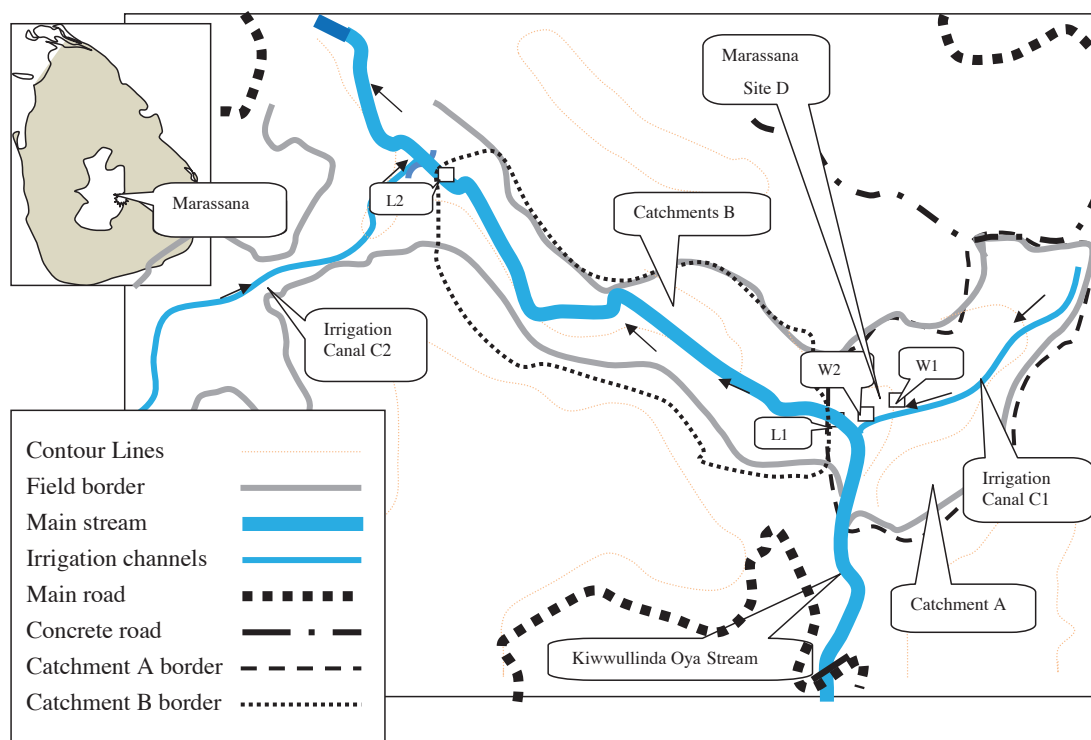 Marassana
Marassana
Site D
L2
Catchments B
Irrigation
Canal C2
W2
W1
L1
Irrigation
Canal C1
Catchment A
Kiwwullinda Oya Stream
Contour Lines
Field border
Main stream
Irrigation channels
Main road
Concrete road
Catchment A border
Catchment B border